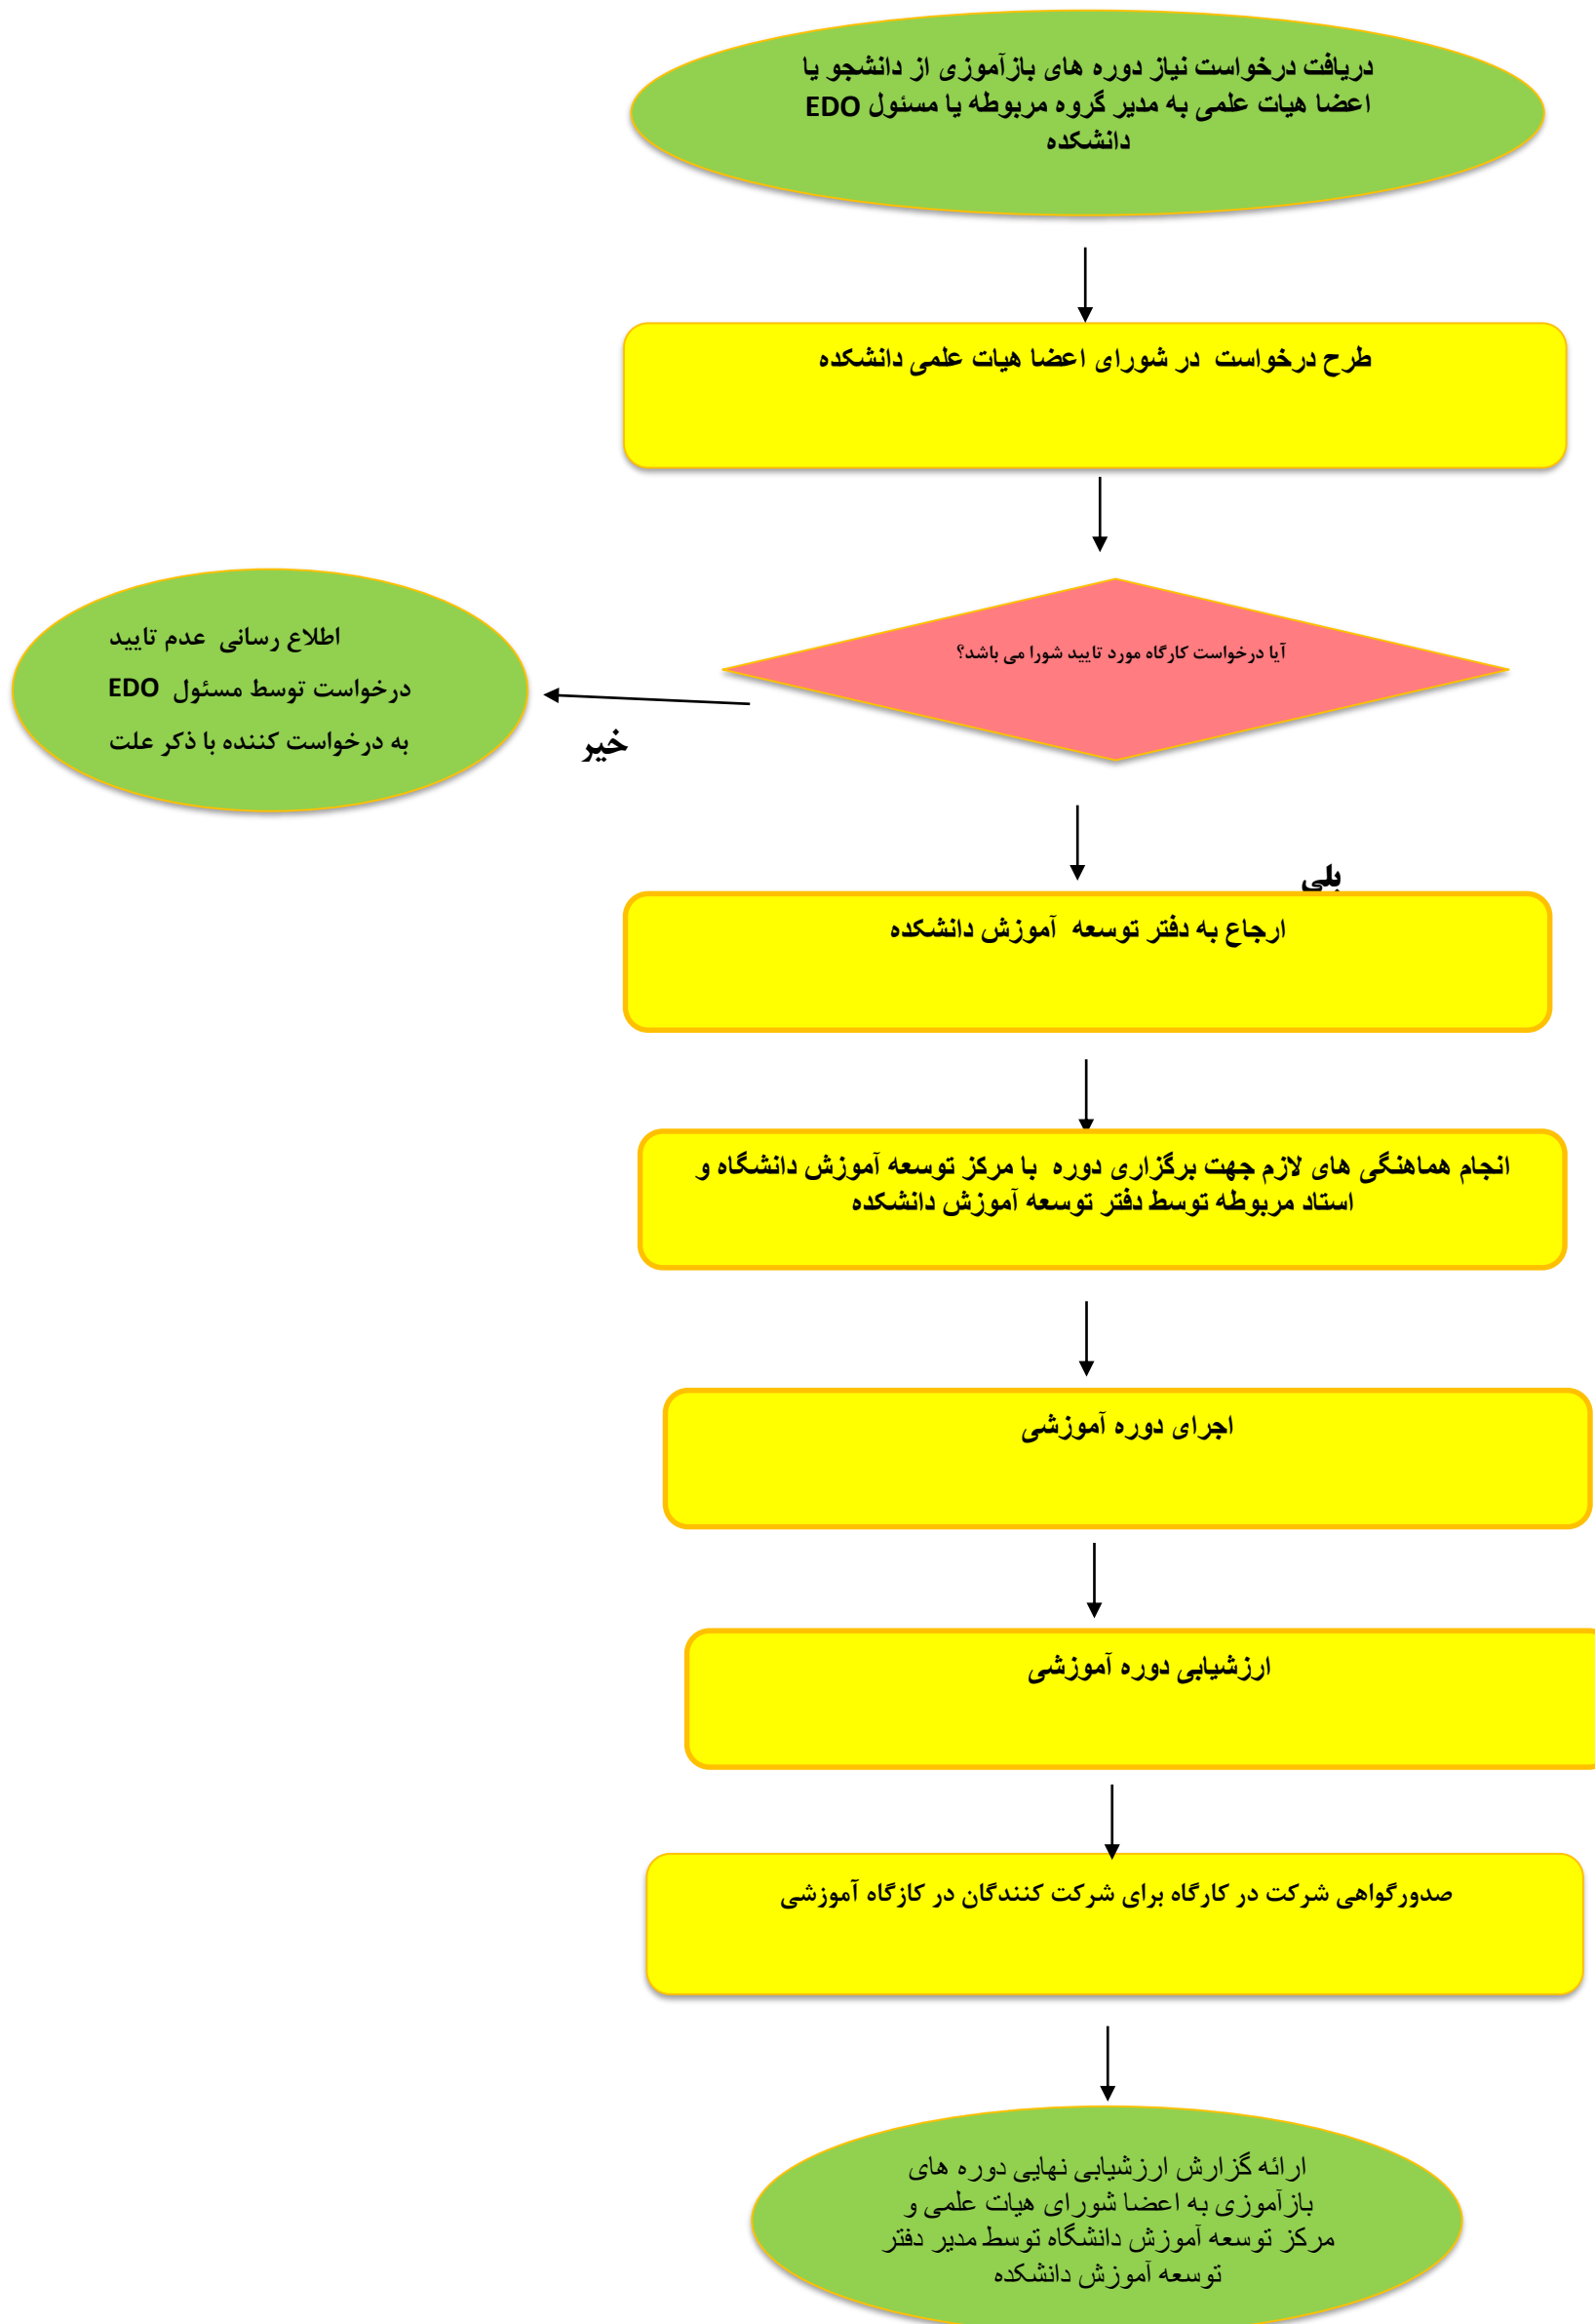 دریافت درخواست نیاز دوره های بازآموزی از دانشجو یا
اعضا هیات علمی به مدیر گروه مربوطه یا مسئول EDO
دانشکده
طرح درخواست در شورای اعضا هیات علمی دانشکده
آیا درخواست کارگاه مورد تایید شورا می باشد؟
اطلاع رسانی عدم تایید
درخواست توسط مسئول EDO
به درخواست کننده با ذکر علت
خیر
بلی
ارجاع به دفتر توسعه آموزش دانشکده
انجام هماهنگی های لازم جهت برگزاری دوره با مرکز توسعه آموزش دانشگاه و
استاد مربوطه توسط دفتر توسعه آموزش دانشکده
اجرای دوره آموزشی
ارزشیابی دوره آموزشی
صدورگواهی شرکت در کارگاه برای شرکت کنندگان در کازگاه آموزشی
ارائه گزارش ارزشیابی نهایی دوره های
بازآموزی به اعضا شورای هیات علمی و
مرکز توسعه آموزش دانشگاه توسط مدیر دفتر
توسعه آموزش دانشکده